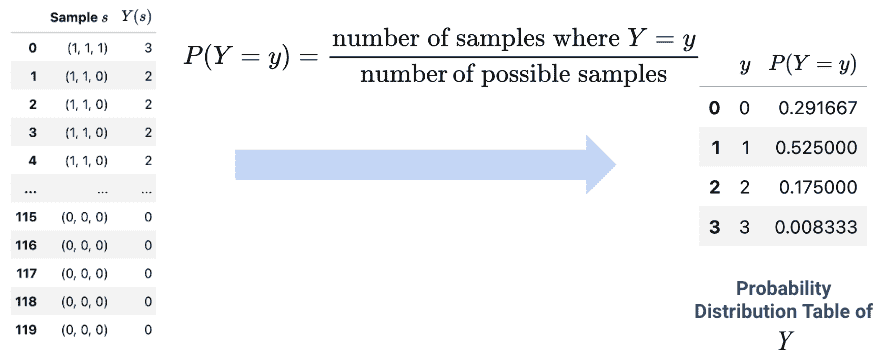 Sample s Y(s)
0 (1, 1, 1) 3
1 (1, 1, 0) 2
2 (1, 1, 0) 2
3 (1, 1, 0) 2
4 (1, 1, 0) 2
... ... ...
115 (0, 0, 0) 0
116 (0, 0, 0) 0
117 (0, 0, 0) 0
118 (0, 0, 0) 0
119 (0, 0, 0) 0
P(Y = y) = number of samples where Y = y
number of possible samples
y P(Y = y)
0 0 0.291667
1 1 0.525000
2 2 0.175000
3 3 0.008333
Probability
Distribution Table of
Y